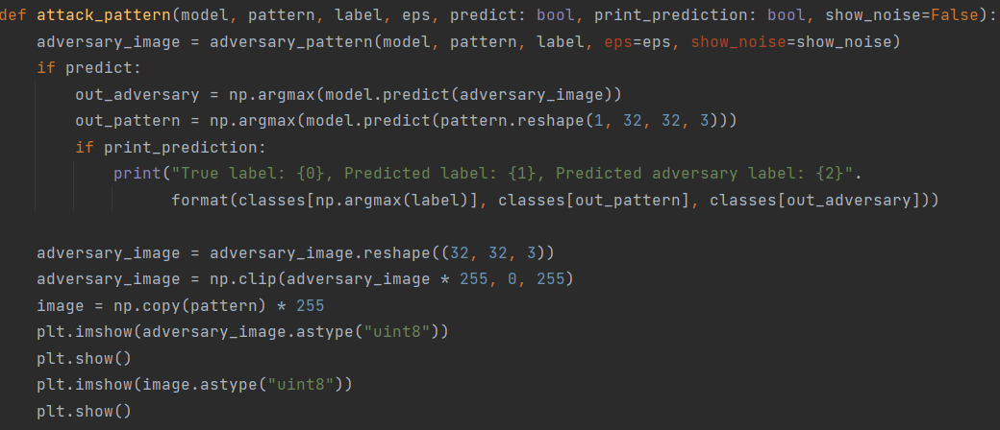 def attack_pattern(model, pattern, label, eps, predict: bool, print_prediction: bool, show_noise=False):
    adversary_image = adversary_pattern(model, pattern, label, eps=eps, show_noise=show_noise)
    if predict:
        out_adversary = np.argmax(model.predict(adversary_image))
        out_pattern = np.argmax(model.predict(pattern.reshape(1, 32, 32, 3)))
        if print_prediction:
            print("True label: {0}, Predicted label: {1}, Predicted adversary label: {2}".
                  format(classes[np.argmax(label)], classes[out_pattern], classes[out_adversary]))

    adversary_image = adversary_image.reshape((32, 32, 3))
    adversary_image = np.clip(adversary_image * 255, 0, 255)
    image = np.copy(pattern) * 255
    plt.imshow(adversary_image.astype("uint8"))
    plt.show()
    plt.imshow(image.astype("uint8"))
    plt.show()